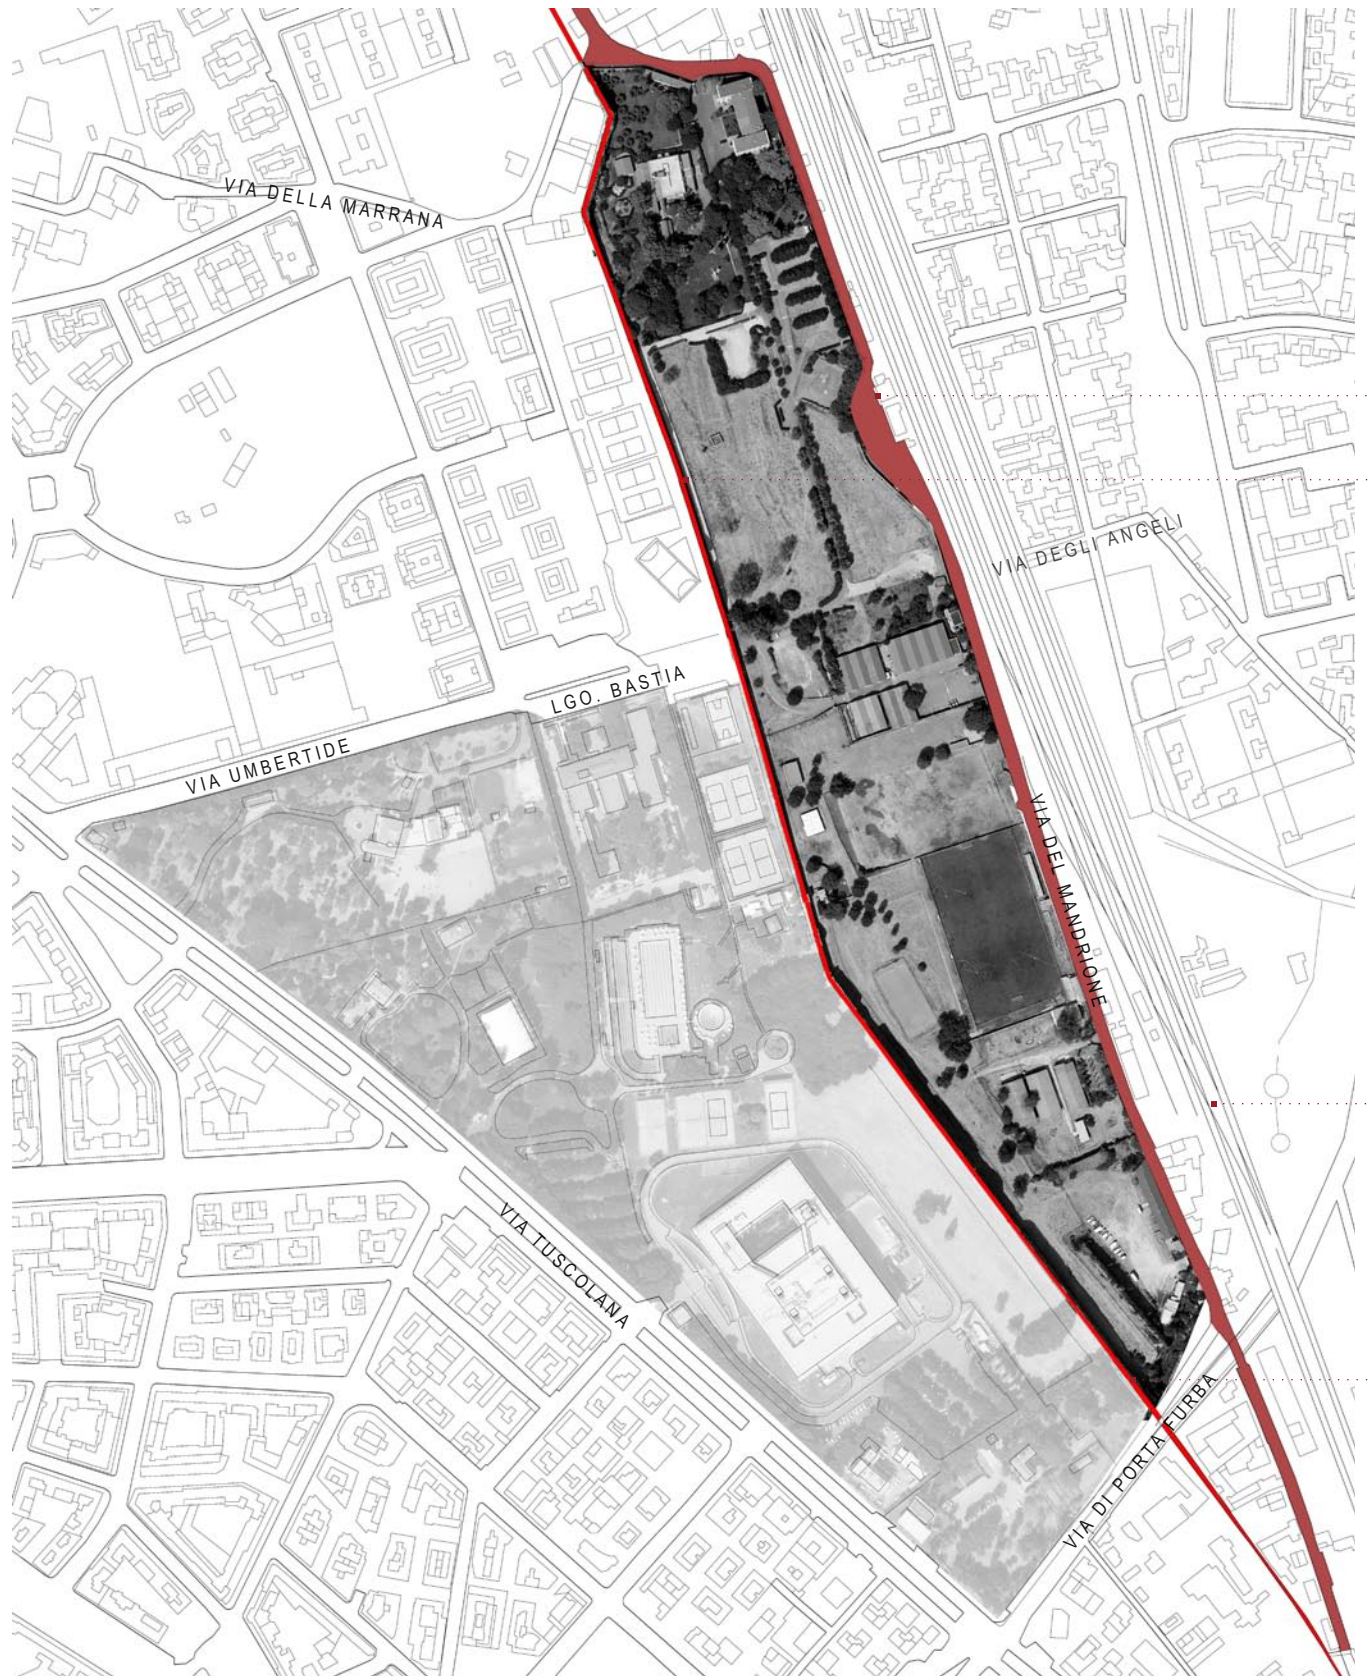 VIA DELLA MARRANA
VIA DEGLI ANGELI
LGO. BASTIA
VIA UMBERTIDE
VIA DEL MANDRIONE
VIA TUSCOLANA
VIA DI PORTA FURBA